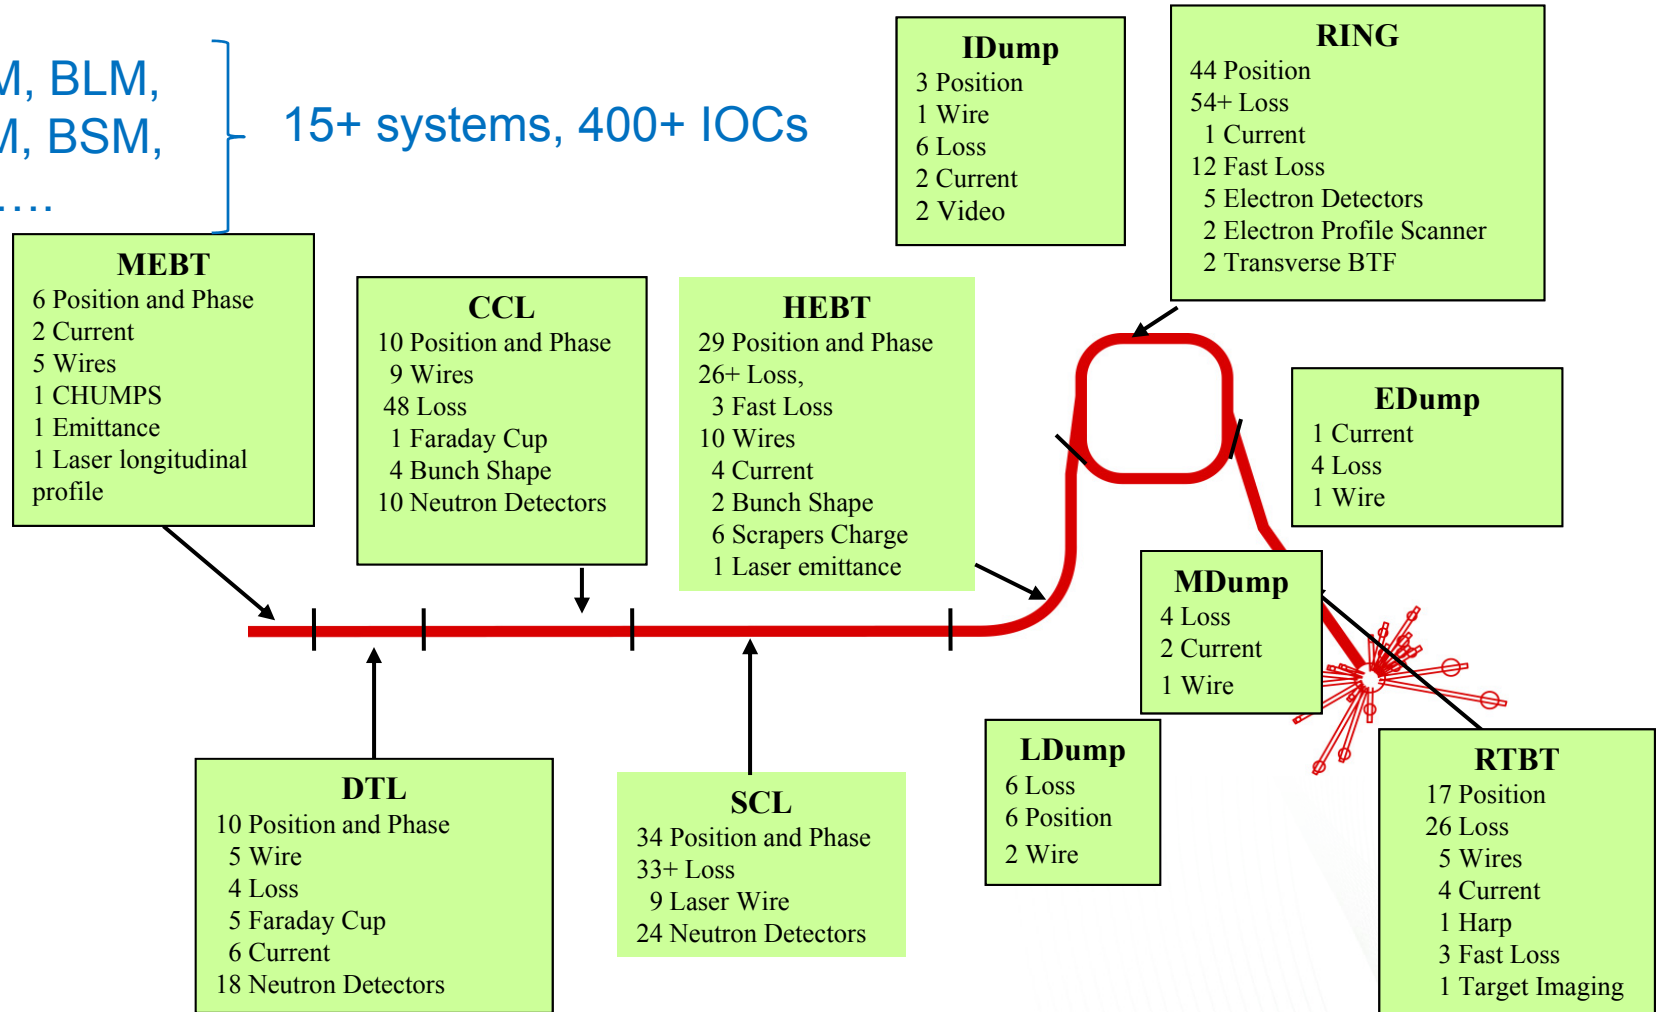 M, BLM,
M, BSM,
….
15+ systems, 400+ IOCs
IDump
3 Position
1 Wire
6 Loss
2 Current
2 Video
RING
44 Position
54+ Loss
1 Current
12 Fast Loss
5 Electron Detectors
2 Electron Profile Scanner
2 Transverse BTF
MEBT
6 Position and Phase
2 Current
5 Wires
1 CHUMPS
1 Emittance
1 Laser longitudinal
profile
CCL
10 Position and Phase
9 Wires
48 Loss
1 Faraday Cup
4 Bunch Shape
10 Neutron Detectors
HEBT
29 Position and Phase
26+ Loss,
3 Fast Loss
10 Wires
4 Current
2 Bunch Shape
6 Scrapers Charge
1 Laser emittance
EDump
1 Current
4 Loss
1 Wire
MDump
4 Loss
2 Current
1 Wire
LDump
6 Loss
6 Position
2 Wire
RTBT
17 Position
26 Loss
5 Wires
4 Current
1 Harp
3 Fast Loss
1 Target Imaging
DTL
10 Position and Phase
5 Wire
4 Loss
5 Faraday Cup
6 Current
18 Neutron Detectors
SCL
34 Position and Phase
33+ Loss
9 Laser Wire
24 Neutron Detectors